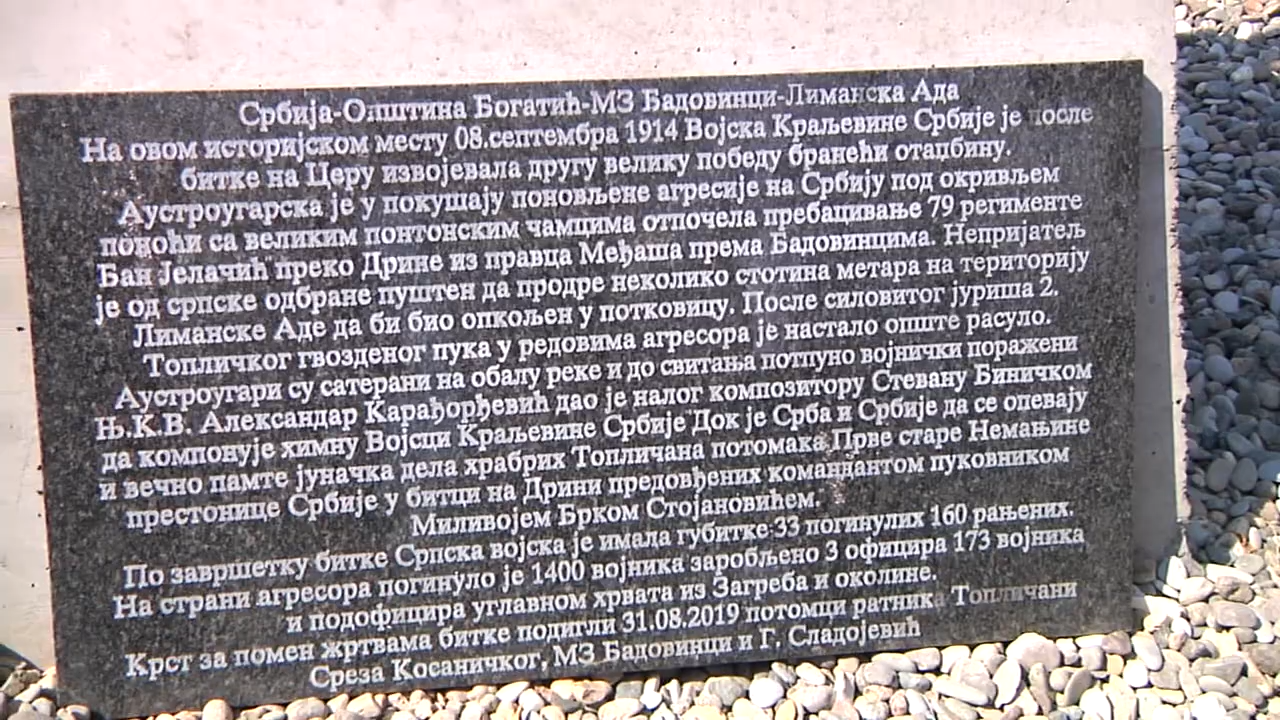 Србија-Општина Богатић-МЗ Бадовинци-Лиманска Ада
На овом историјском месту 08.септембра 1914 Војска Краљевине Србије је после
битке на Церу извојевала другу велику победу бранећи отаџбину.
Аустроугарска је у покушају поновљене агресије на Србију под окривљем
поноћи са великим понтонским чамцима отпочела пребацивање 79 регименте
Бан Јелачић" преко Дрине из правца Међаша према Бадовинцима. Непријатељ
је од српске одбране пуштен да продре неколико стотина метара на територију
Лиманске Аде да би био опкољен у потковицу. После силовитог јуриша 2.
Топличког гвозденог пука у редовима агресора је настало опште расуло.
Аустроугари су сатерани на обалу реке и до свитања потпуно војнички поражени
Њ.К.В. Александар Карађорђевић дао је налог композитору Стевану Биничком
да компонује химну Војсци Краљевине Србије"Док је Срба и Србије да се опевају
и вечно памте јуначка дела храбрих Топличана потомака Прве старе Немањине
престонице Србије у битци на Дрини предовђених командантом пуковником
Миливојем Брком Стојановићем.
По завршетку битке Српска војска је имала губитке:33 погинулих 160 рањених.
На страни агресора погинуло је 1400 војника заробљено 3 официра 173 војника
и подофицира углавном хрвата из Загреба и околине.
Крст за помен жртвама битке подигли 31.08.2019 потомци ратника Топличани
Среза Косаничког, МЗ Бадовинци и Г. Сладојевић